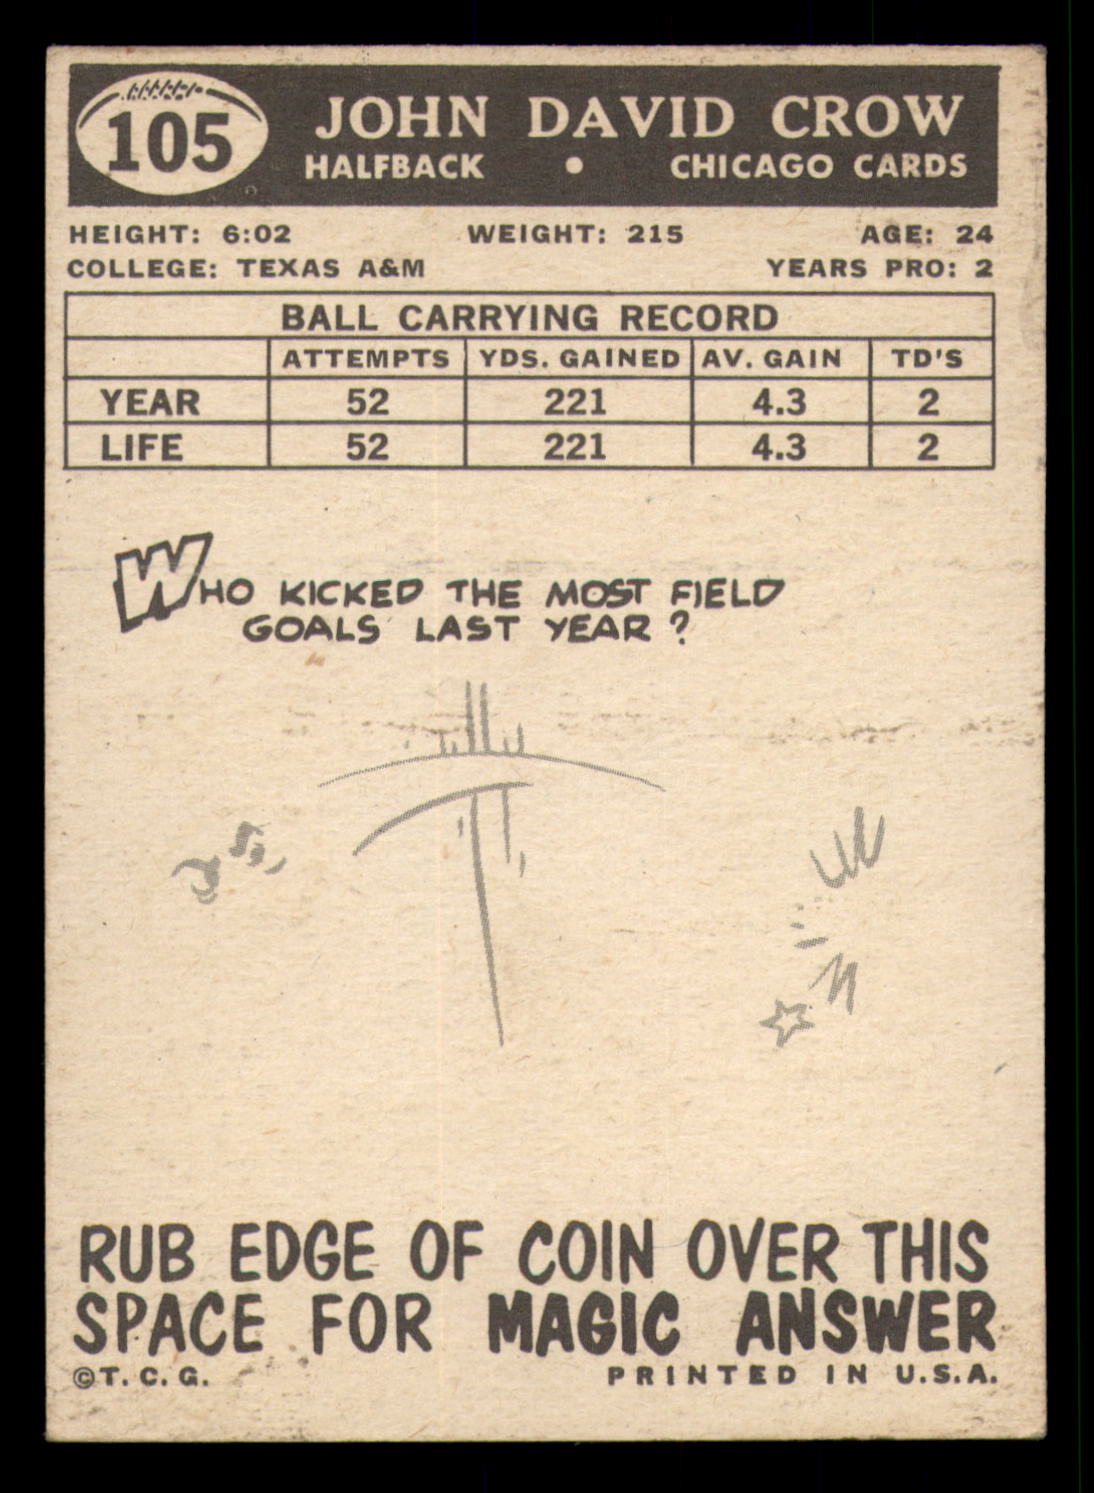 105
JOHN DAVID CROW
HALFBACK • CHICAGO CARDS
HEIGHT: 6:02 WEIGHT: 215 AGE: 24
COLLEGE: TEXAS A&M YEARS PRO: 2
BALL CARRYING RECORD
ATTEMPTS YDS. GAINED AV. GAIN TD'S
YEAR 52 221 4.3 2
LIFE 52 221 4.3 2
WHO KICKED THE MOST FIELD
GOALS LAST YEAR?
RUB EDGE OF COIN OVER THIS
SPACE FOR MAGIC ANSWER
©T.C.G. PRINTED IN U.S.A.